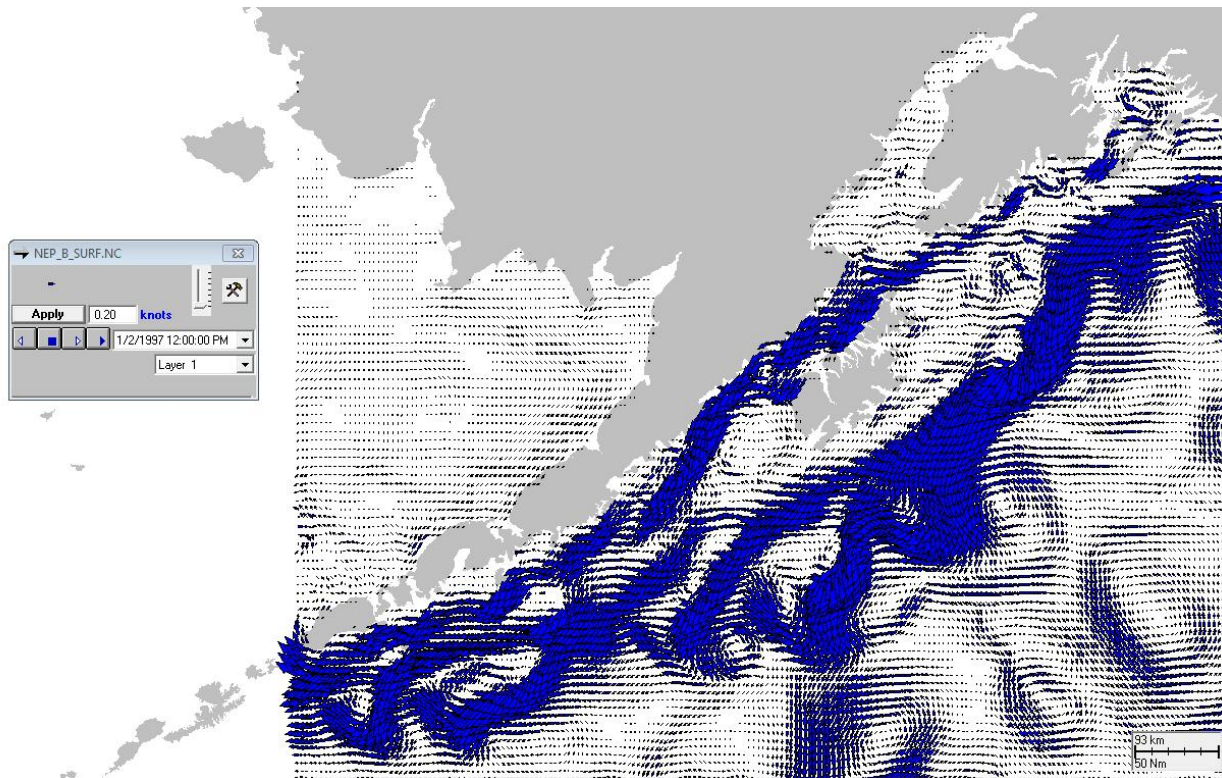 NEP_B_SURF.NC
Apply 0.20 knots
1/2/1997 12:00:00 PM
Layer 1
93 km
50 Nm